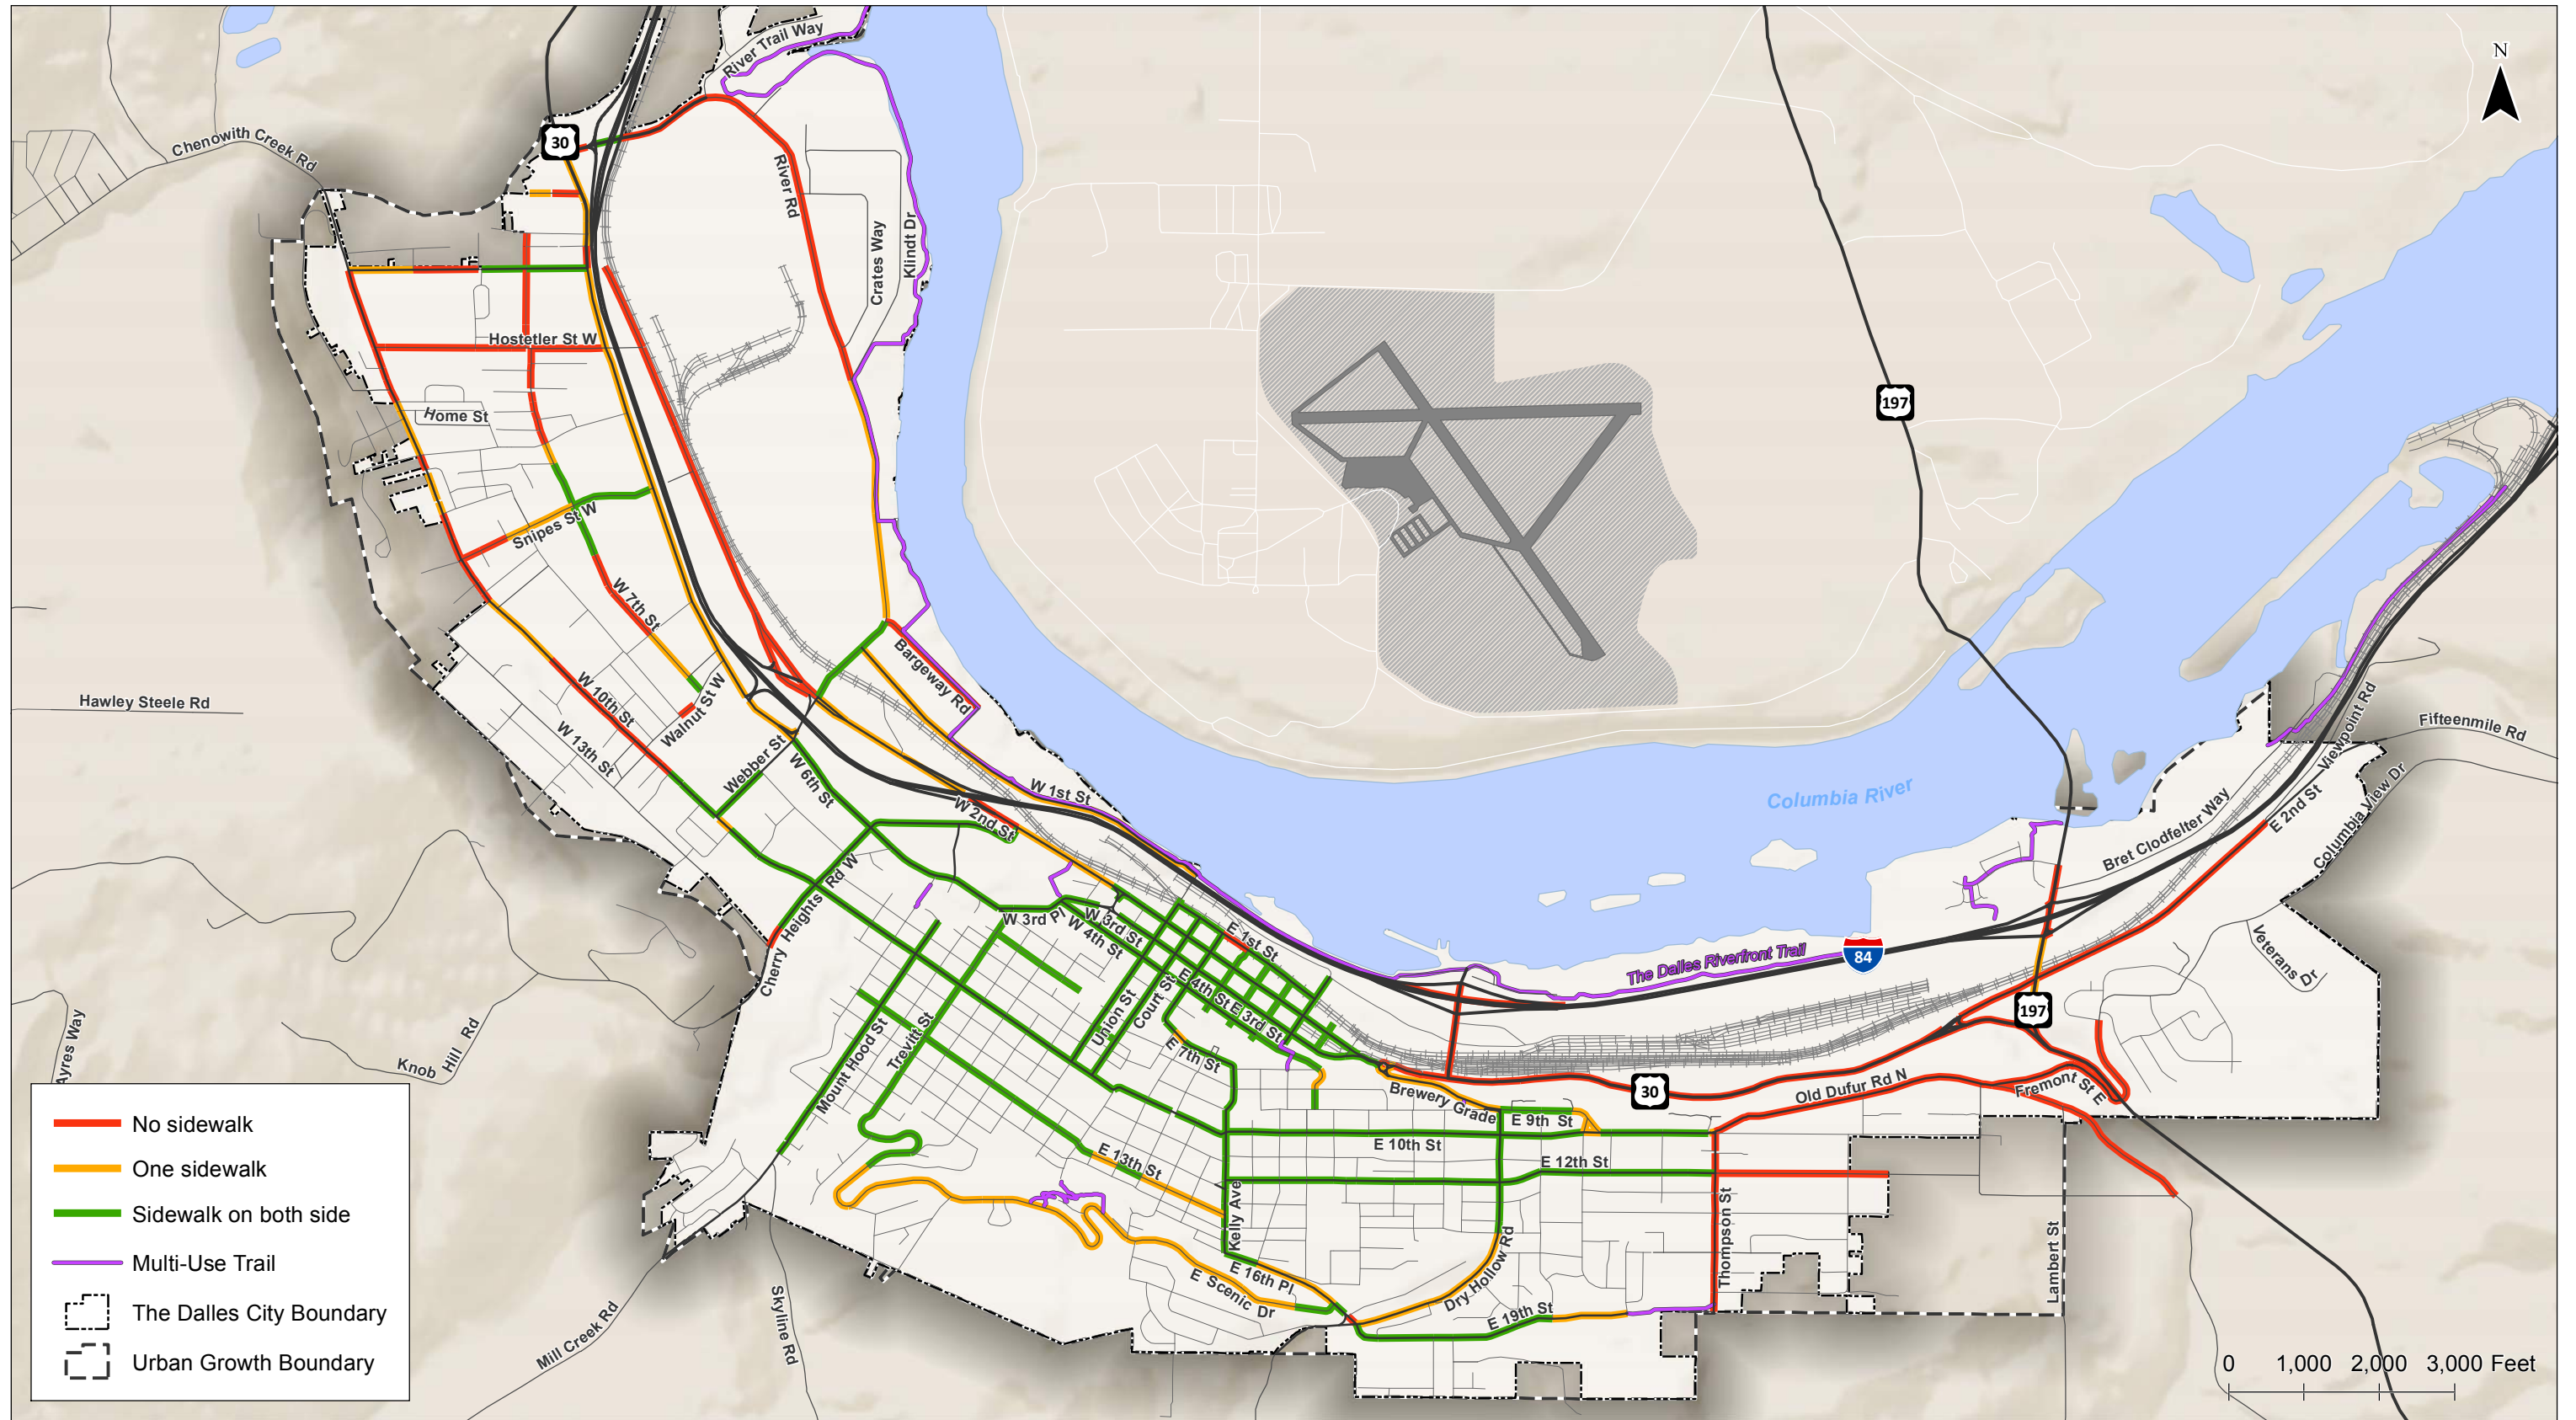 N
River Trail Way
Chenowith Creek Rd
30
River Rd
Crates Way
Klindt Dr
Hostetler St W
Home St
197
Snipes St W
W 7th St
Bargeway Rd
Hawley Steele Rd
W 10th St
Walnut St W
W 13th St
Webber St
W 6th St
W 1st St
W 2nd St
Columbia River
Viewpoint Rd
Fifteenmile Rd
E 2nd St
Bret Clodfelter Way
Columbia View Dr
Cherry Heights Rd W
W 3rd Pl
W 3rd St
W 4th St
E 1st St
The Dalles Riverfront Trail
84
Veterans Dr
E 4th St
E 3rd St
Union St
Court St
197
Ayres Way
Knob Hill Rd
Mount Hood St
Trevitt St
E 7th St
Brewery Grade
30
Old Dufur Rd N
Fremont St E
E 9th St
E 10th St
E 13th St
E 12th St
Kelly Ave
Thompson St
Lambert St
E 16th Pl
E Scenic Dr
Dry Hollow Rd
E 19th St
Mill Creek Rd
Skyline Rd
No sidewalk
One sidewalk
Sidewalk on both side
Multi-Use Trail
The Dalles City Boundary
Urban Growth Boundary
0 1,000 2,000 3,000 Feet